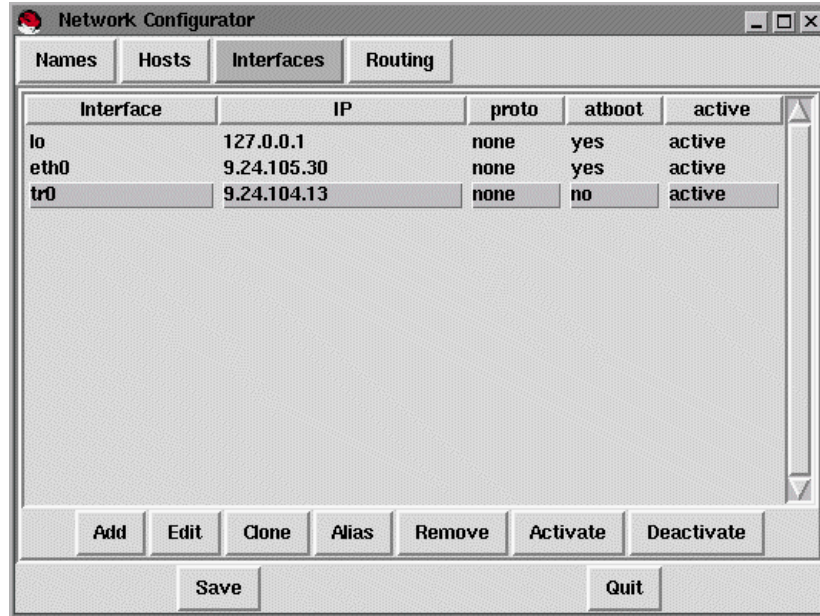 Network Configurator
Names Hosts Interfaces Routing
Interface IP proto atboot active
lo 127.0.0.1 none yes active
eth0 9.24.105.30 none yes active
tr0 9.24.104.13 none no active
Add Edit Clone Alias Remove Activate Deactivate
Save Quit